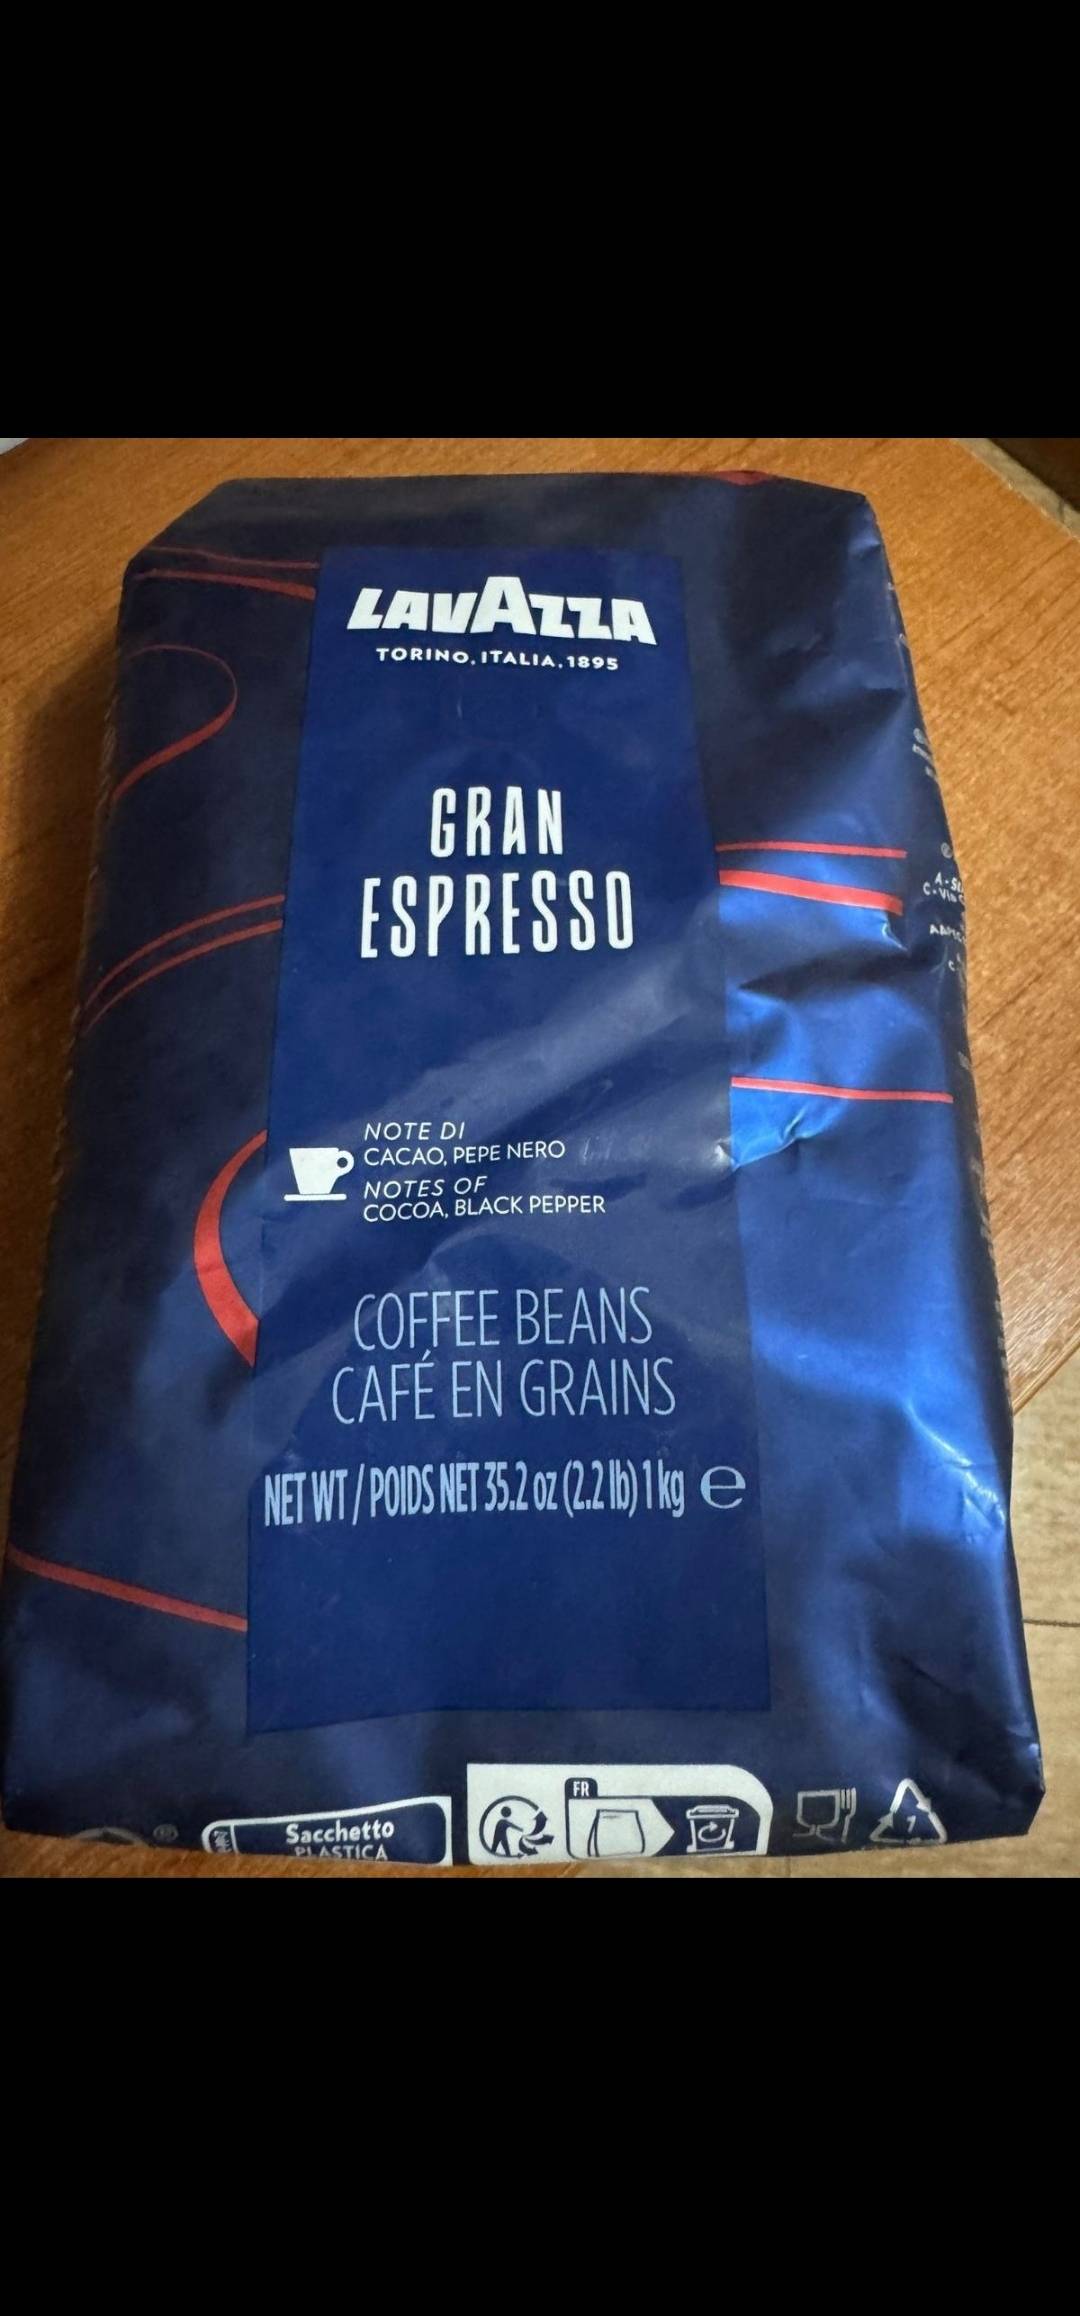 LAVAZZA
TORINO, ITALIA, 1895
GRAN
ESPRESSO
NOTE DI
CACAO, PEPE NERO
NOTES OF
COCOA, BLACK PEPPER
COFFEE BEANS
CAFÉ EN GRAINS
NET WT / POIDS NET 35.2 oz (2.2 lb) 1 kg e
FR
Sacchetto
PLASTICA
7